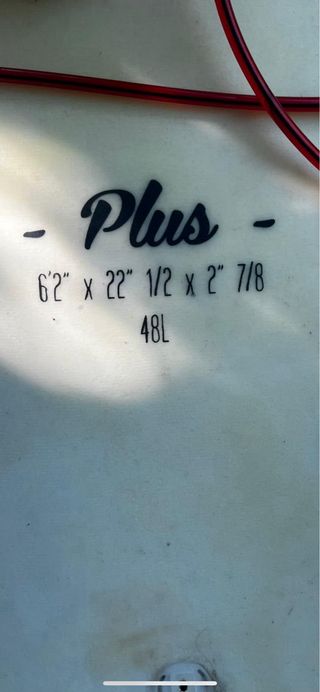 - Plus -
6'2" x 22" 1/2 x 2" 7/8
48L